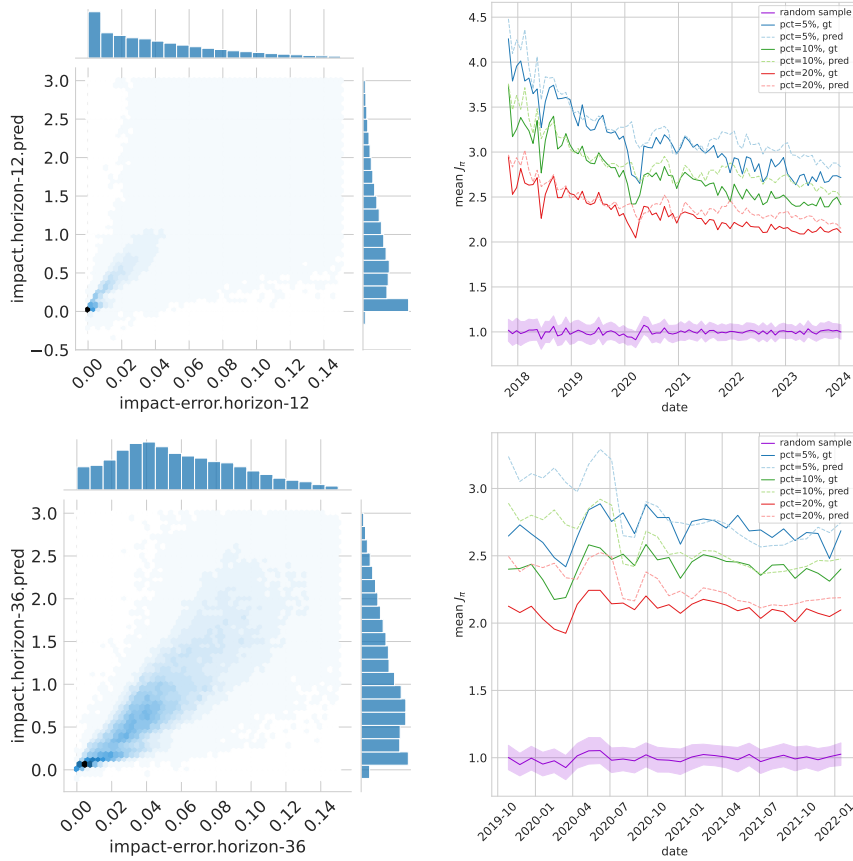 3.0
2.5
2.0
1.5
1.0
0.5
0.0
−0.5
impact.horizon-12.pred
0.00
0.02
0.04
0.06
0.08
0.10
0.12
0.14
impact-error.horizon-12
4.5
4.0
3.5
3.0
2.5
2.0
1.5
1.0
mean Jπ
random sample
pct=5%, gt
pct=5%, pred
pct=10%, gt
pct=10%, pred
pct=20%, gt
pct=20%, pred
2018
2019
2020
2021
2022
2023
2024
date
3.0
2.5
2.0
1.5
1.0
0.5
0.0
impact.horizon-36.pred
0.00
0.02
0.04
0.06
0.08
0.10
0.12
0.14
impact-error.horizon-36
3.0
2.5
2.0
1.5
1.0
mean Jπ
random sample
pct=5%, gt
pct=5%, pred
pct=10%, gt
pct=10%, pred
pct=20%, gt
pct=20%, pred
2019-10
2020-01
2020-04
2020-07
2020-10
2021-01
2021-04
2021-07
2021-10
2022-01
date